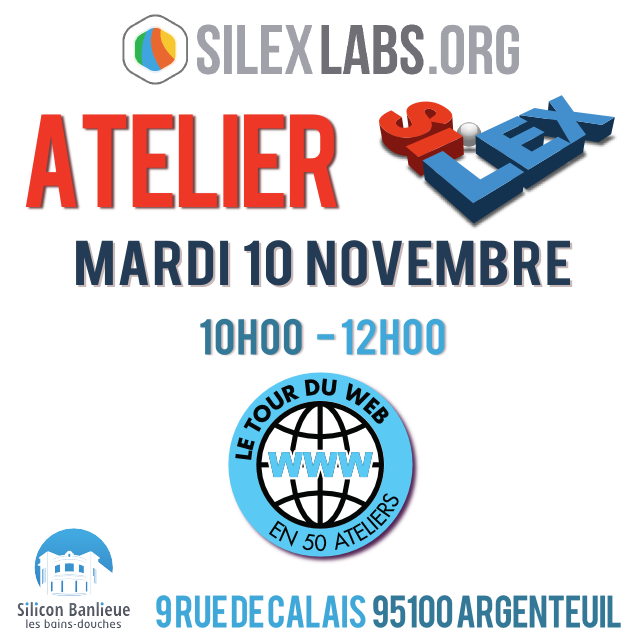 SILEXLABS.ORG
ATELIER
SILEX
MARDI 10 NOVEMBRE
10H00 - 12H00
LE TOUR DU WEB
WWW
EN 50 ATELIERS
Silicon Banlieue
les bains-douches
9 RUE DE CALAIS 95100 ARGENTEUIL